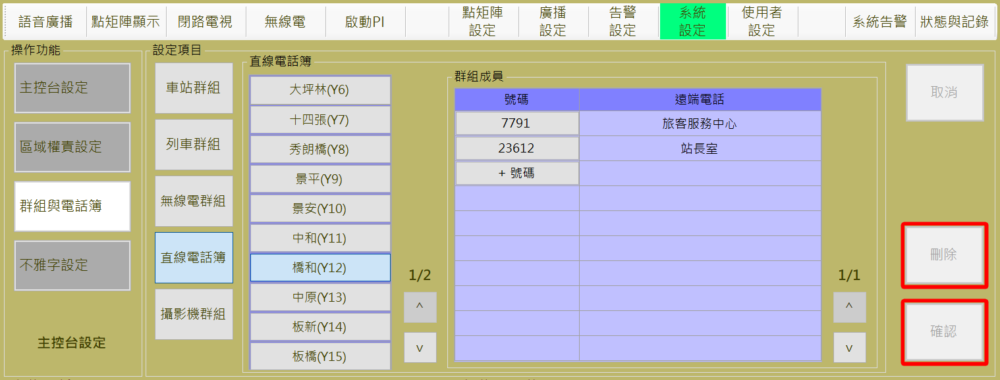 語音廣播
點矩陣顯示
閉路電視
無線電
啟動PI
點矩陣
設定
廣播
設定
告警
設定
系統
設定
使用者
設定
系統告警
狀態與記錄
操作功能
主控台設定
區域權責設定
群組與電話簿
不雅字設定
主控台設定
設定項目
車站群組
列車群組
無線電群組
直線電話簿
攝影機群組
直線電話簿
大坪林(Y6)
十四張(Y7)
秀朗橋(Y8)
景平(Y9)
景安(Y10)
中和(Y11)
橋和(Y12)
中原(Y13)
板新(Y14)
板橋(Y15)
1/2
^
v
群組成員
號碼 遠端電話
7791 旅客服務中心
23612 站長室
+ 號碼
1/1
^
v
取消
刪除
確認